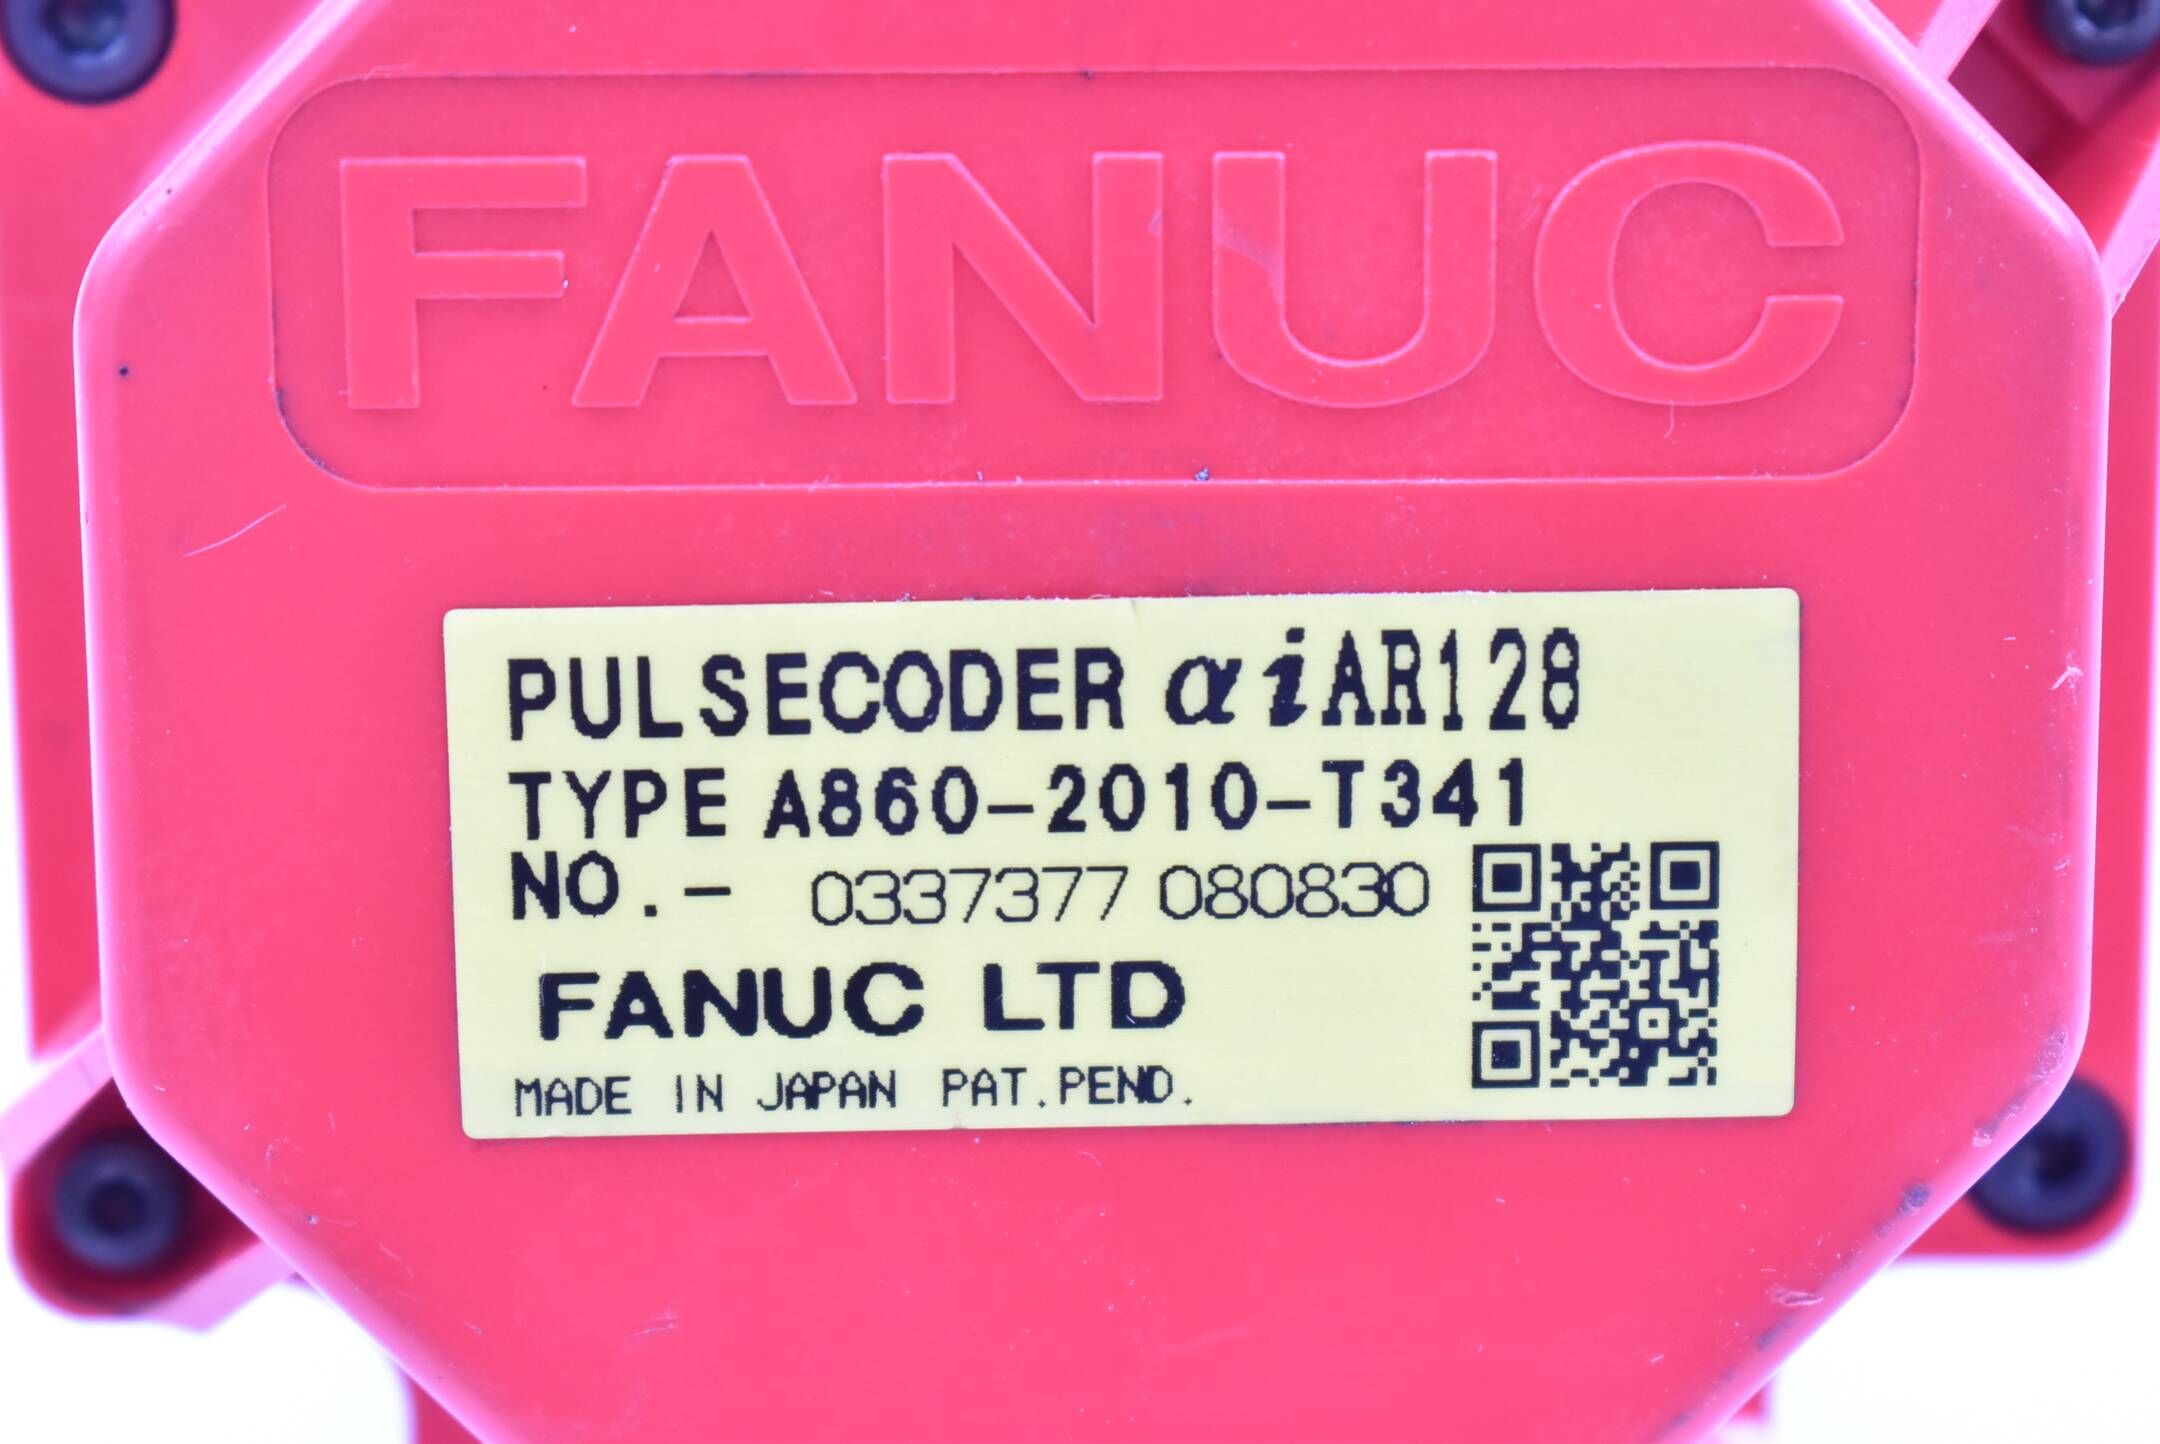 FANUC
PULSECODER αiAR128
TYPE A860-2010-T341
NO.- 0337377 080830
FANUC LTD
MADE IN JAPAN PAT.PEND.